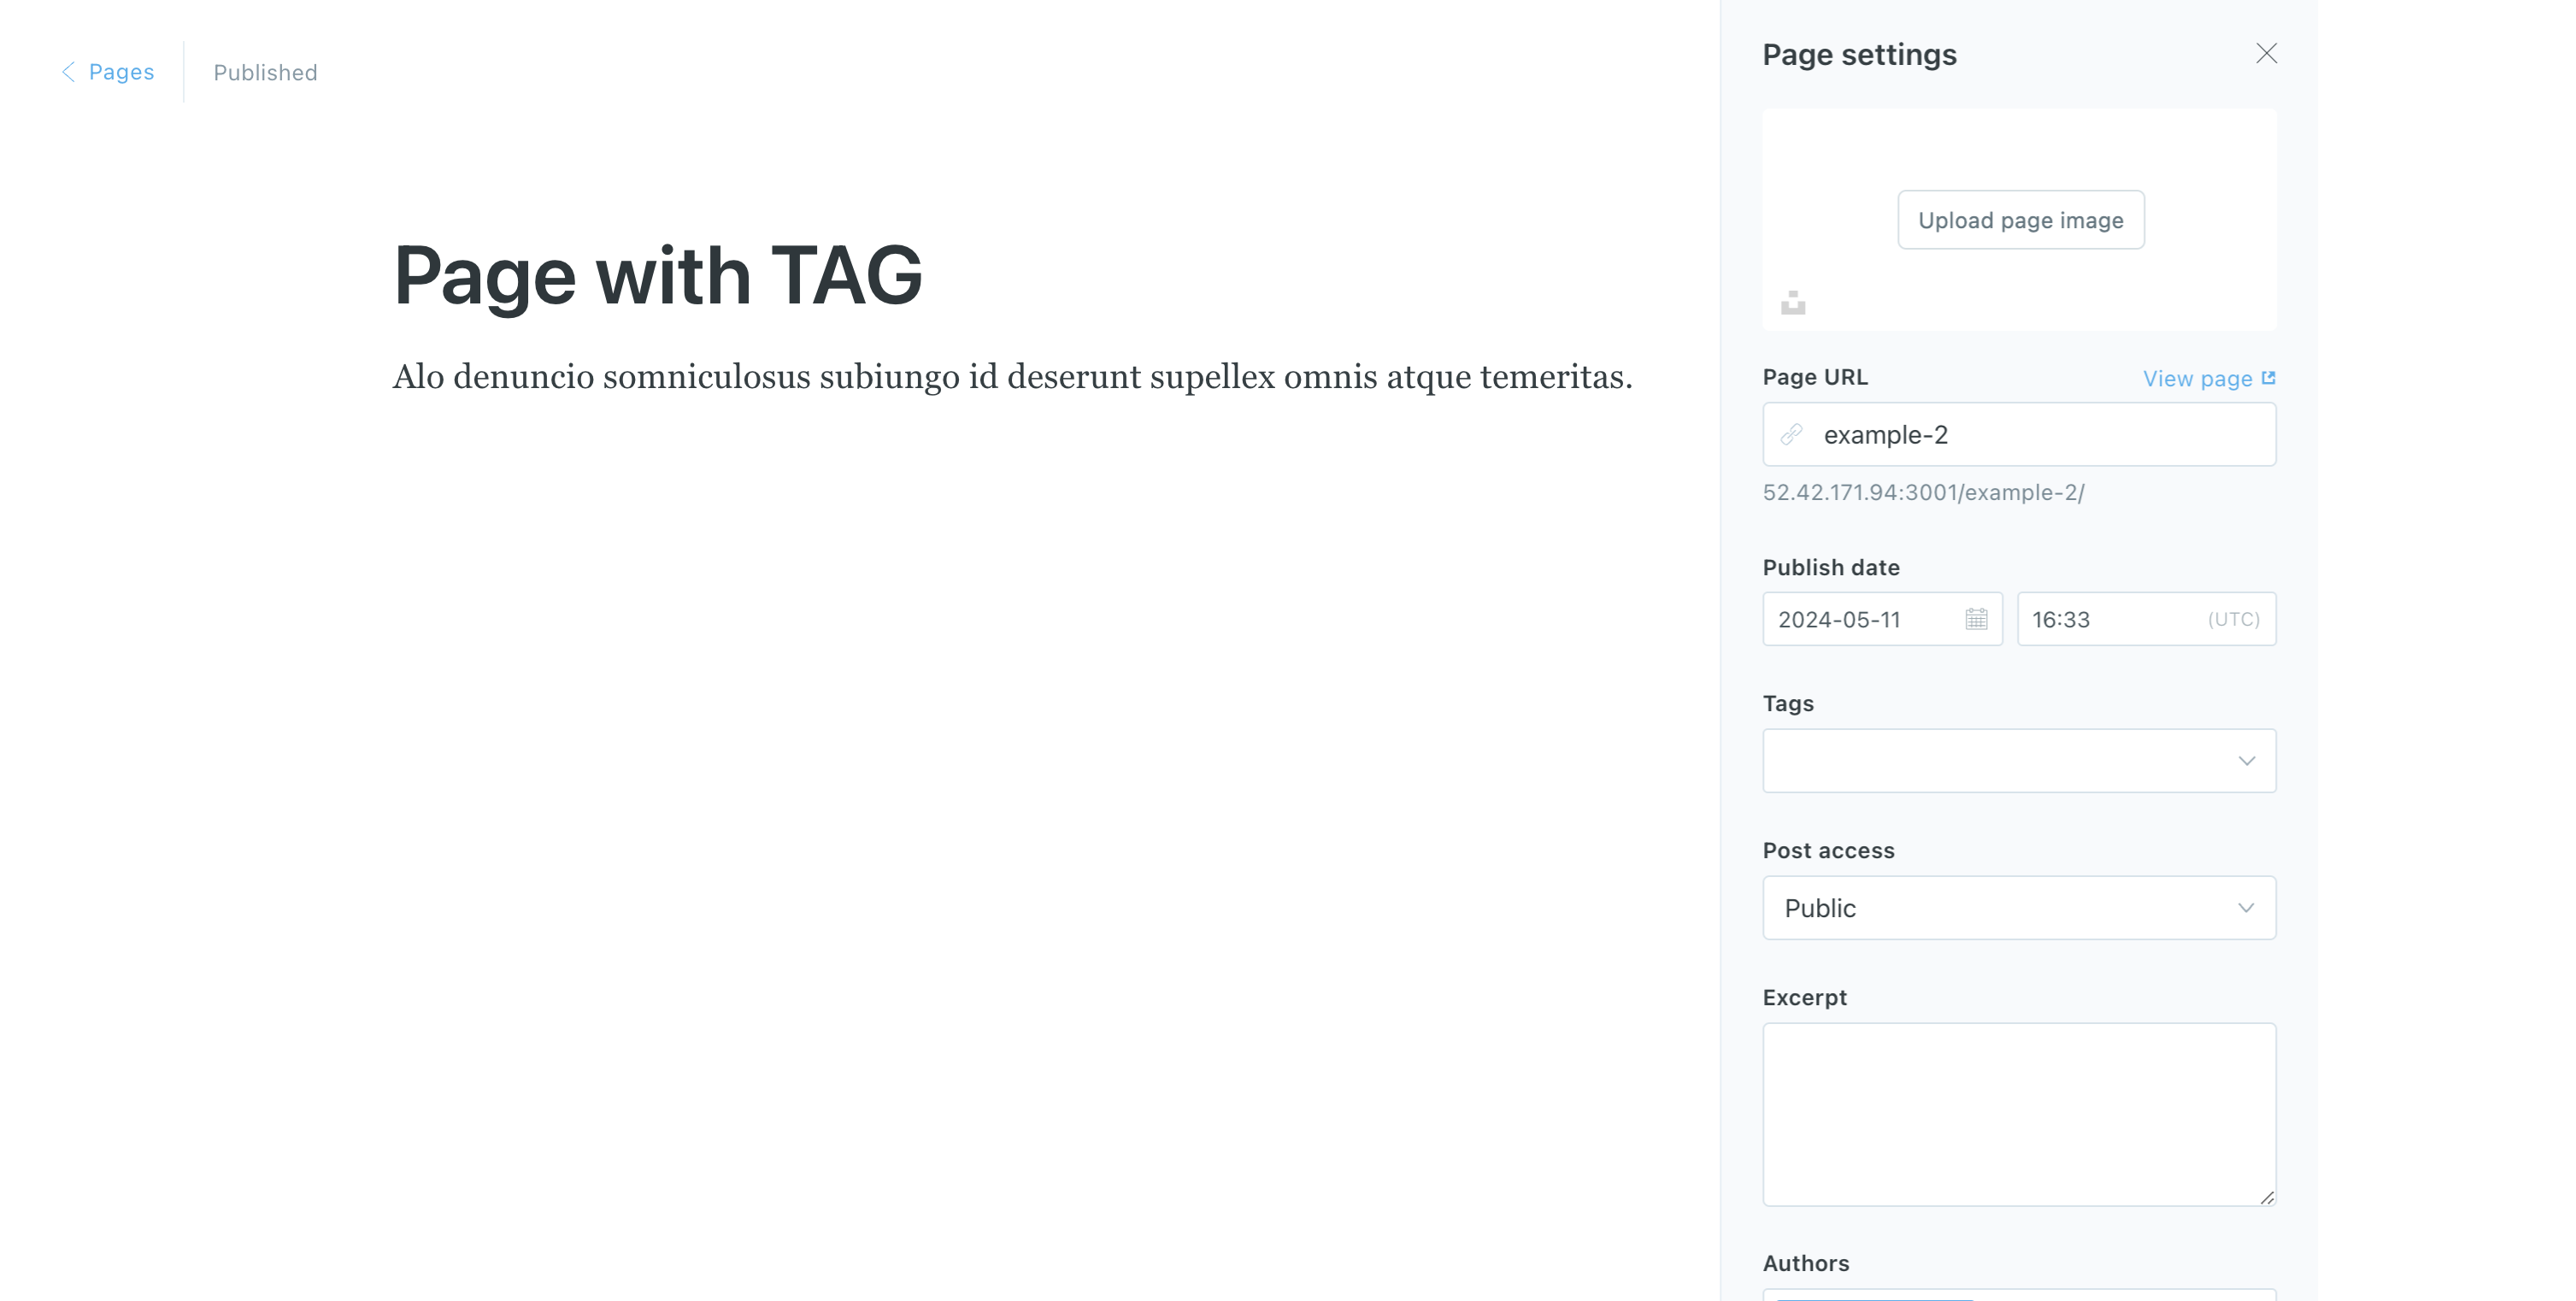 Pages
Published
Page with TAG
Alo denuncio somniculosus subiungo id deserunt supellex omnis atque temeritas.
Page settings
Upload page image
Page URL
View page
example-2
52.42.171.94:3001/example-2/
Publish date
2024-05-11
16:33
(UTC)
Tags
Post access
Public
Excerpt
Authors